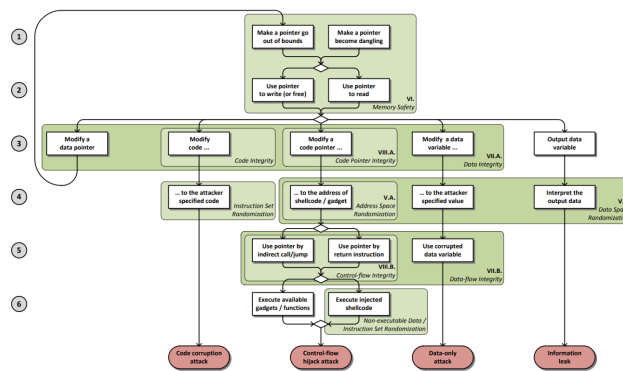 1
Make a pointer go
out of bounds
Make a pointer
become dangling
2
Use pointer
to write (or free)
Use pointer
to read
VI.
Memory Safety
3
Modify a
data pointer
Modify
code ...
Code Integrity
Modify a
code pointer ...
VIII.A.
Code Pointer Integrity
Modify a data
variable ...
VII.A.
Data Integrity
Output data
variable
4
... to the attacker
specified code
Instruction Set
Randomization
... to the address of
shellcode / gadget
V.A.
Address Space
Randomization
... to the attacker
specified value
Interpret the
output data
Data Spac
Randomization
5
Use pointer by
indirect call/jump
Use pointer by
return instruction
VIII.B.
Control-flow Integrity
Use corrupted
data variable
VII.B.
Data-flow Integrity
6
Execute available
gadgets / functions
Execute injected
shellcode
Non-executable Data /
Instruction Set Randomization
Code corruption
attack
Control-flow
hijack attack
Data-only
attack
Information
leak